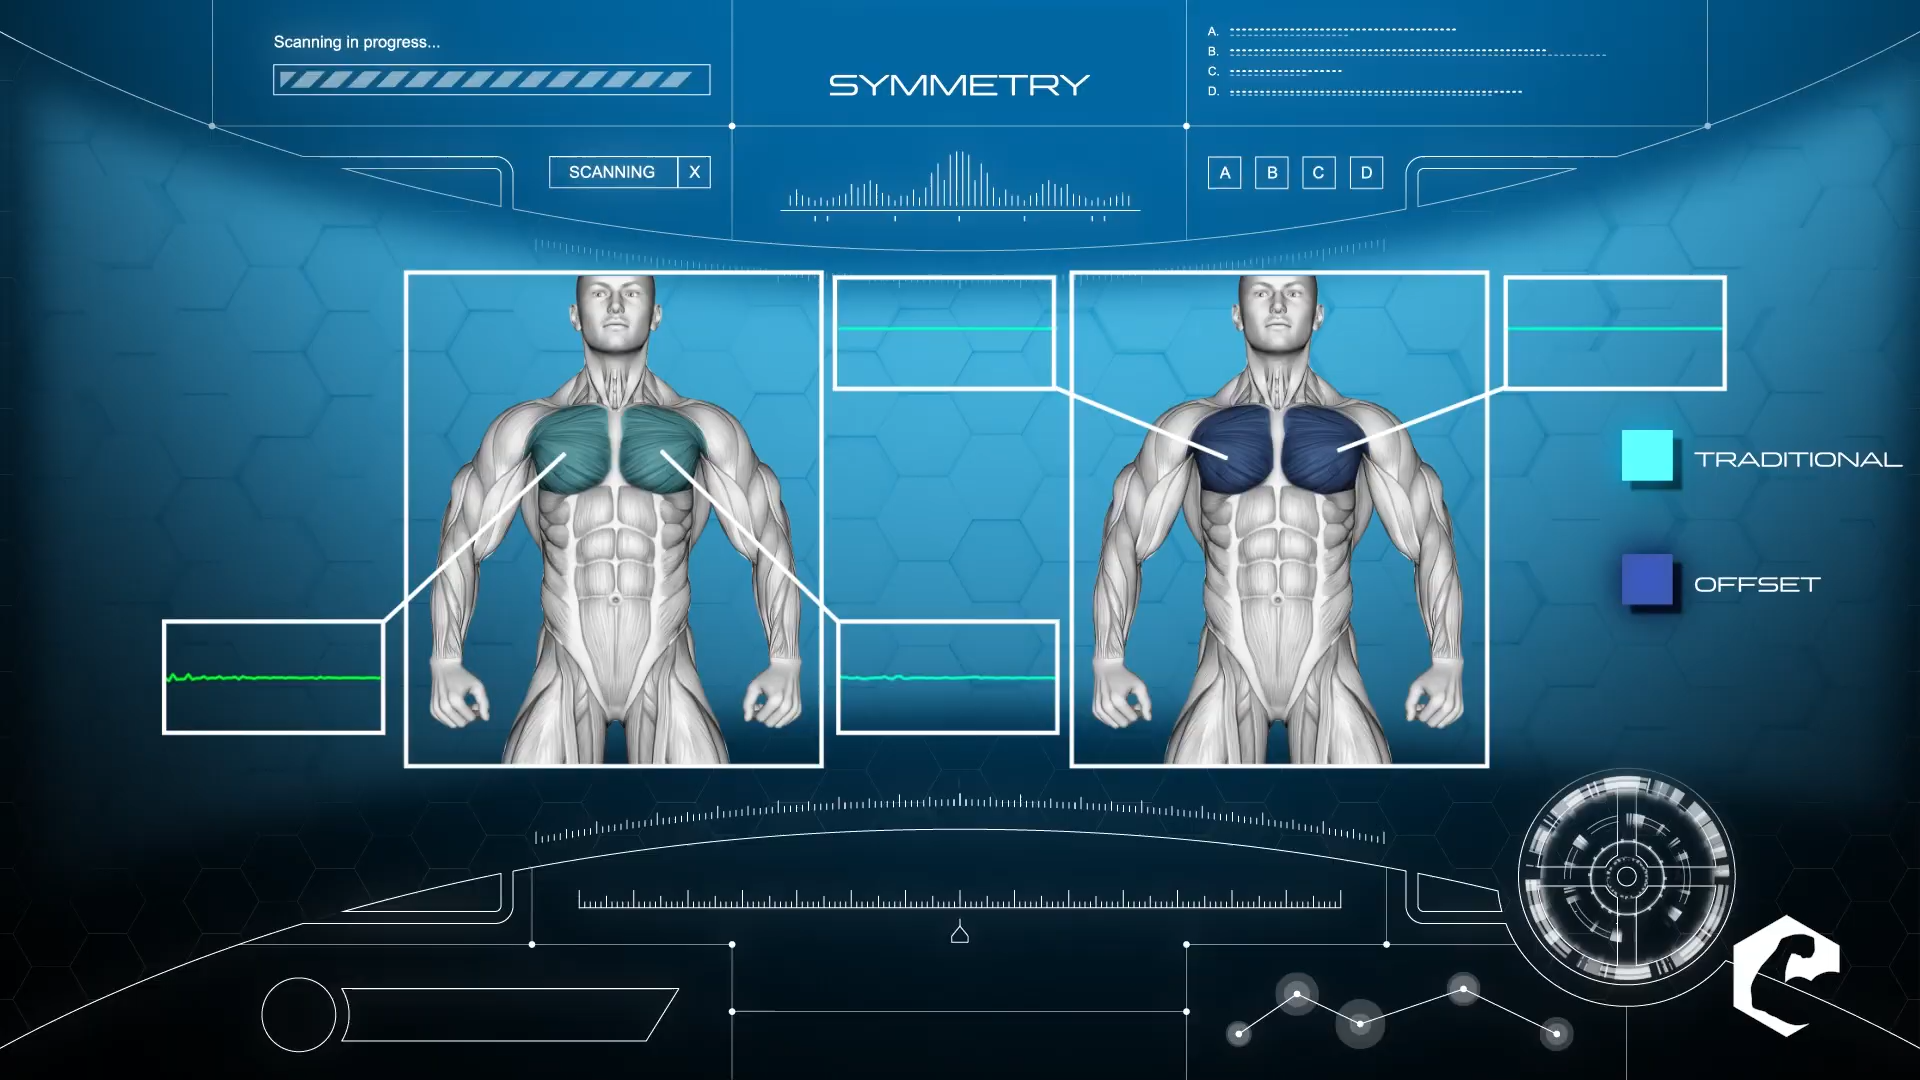 Scanning in progress...
SYMMETRY
A.
B.
C.
D.
SCANNING X
A B C D
TRADITIONAL
OFFSET